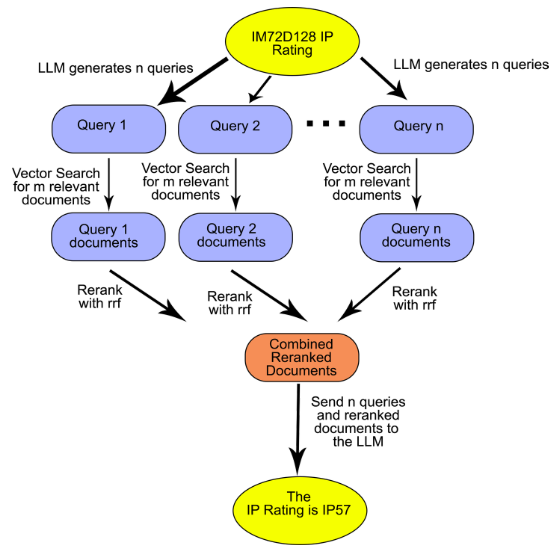 IM72D128 IP
Rating
LLM generates n queries
LLM generates n queries
Query 1
Query 2
Query n
Vector Search
for m relevant
documents
Vector Search
for m relevant
documents
Vector Search
for m relevant
documents
Query 1
documents
Query 2
documents
Query n
documents
Rerank
with rrf
Rerank
with rrf
Rerank
with rrf
Combined
Reranked
Documents
Send n queries
and reranked
documents to
the LLM
The
IP Rating is IP57